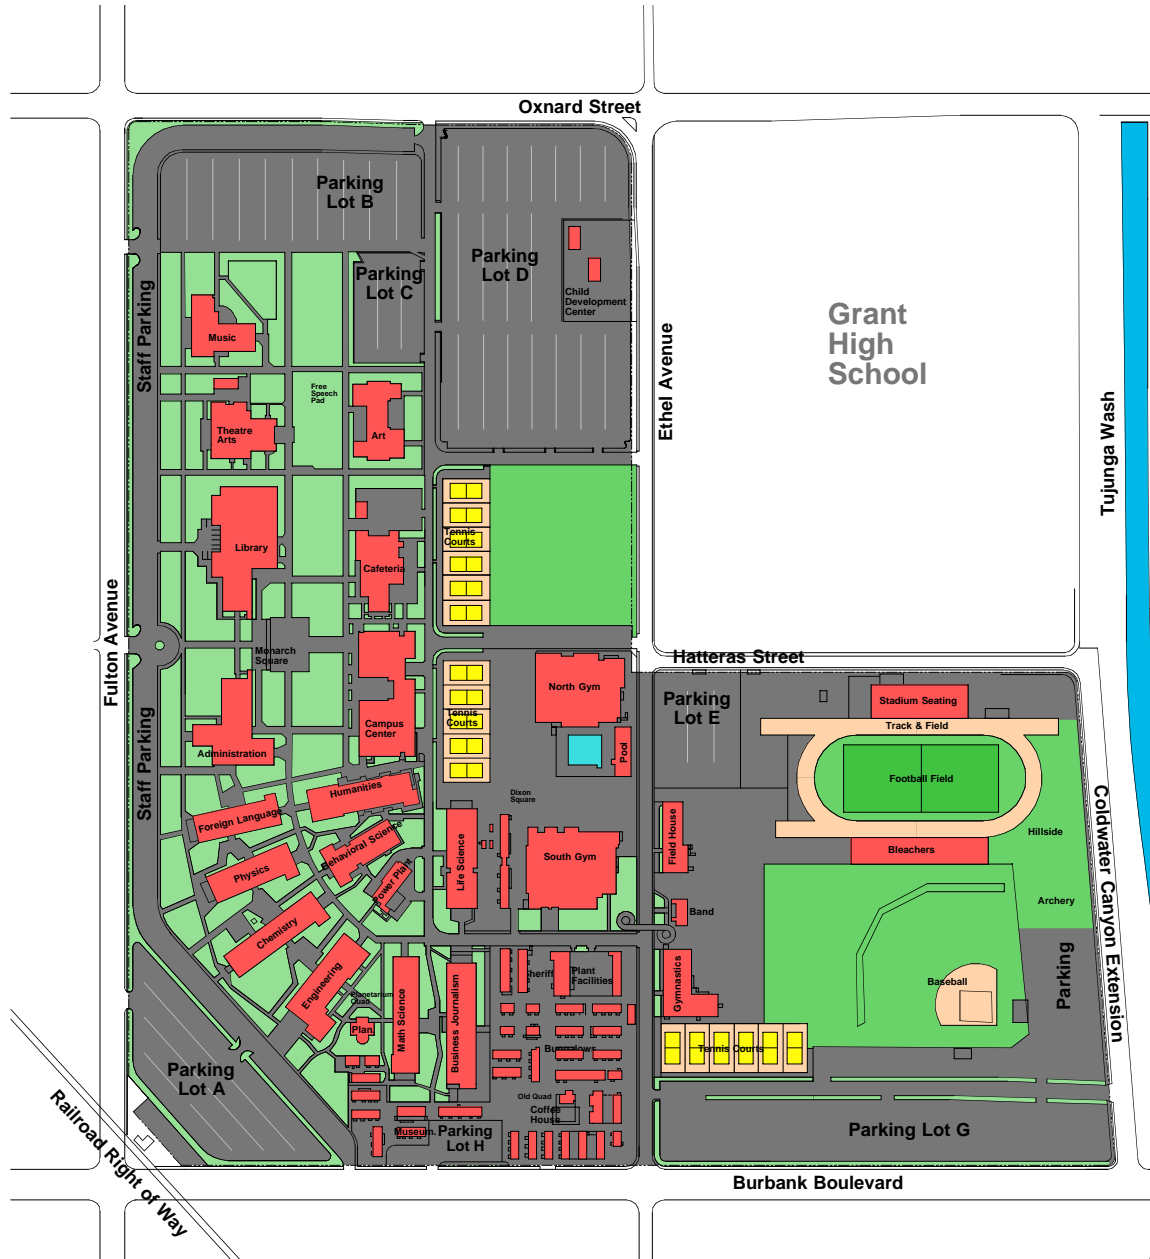 Oxnard Street
Parking
Lot B
Parking
Lot C
Parking
Lot D
Child
Development
Center
Staff Parking
Music
Free
Speech
Pad
Theatre
Arts
Art
Ethel Avenue
Grant
High
School
Tujunga Wash
Tennis
Courts
Library
Cafeteria
Fulton Avenue
Monarch
Square
Hatteras Street
North Gym
Parking
Lot E
Stadium Seating
Staff Parking
Campus
Center
Tennis
Courts
Track & Field
Administration
Pool
Football Field
Humanities
Dixon
Square
Foreign Language
Behavioral Science
Life Science
South Gym
Field House
Hillside
Bleachers
Coldwater Canyon Extension
Physics
Power Plant
Archery
Band
Chemistry
Engineering
Planetarium
Quad
Math Science
Business Journalism
Sheriff
Plant
Facilities
Gymnastics
Baseball
Parking
Plan.
Bungalows
Tennis Courts
Parking
Lot A
Old Quad
Coffee
House
Museum.
Parking
Lot H
Parking Lot G
Railroad Right of Way
Burbank Boulevard